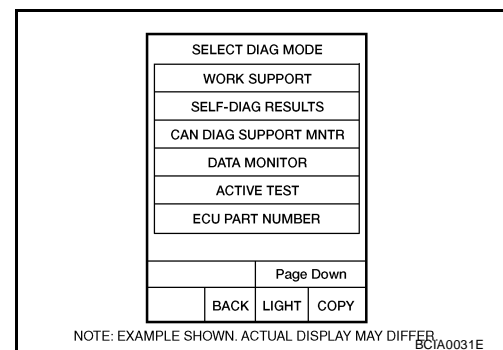 SELECT DIAG MODE
WORK SUPPORT
SELF-DIAG RESULTS
CAN DIAG SUPPORT MNTR
DATA MONITOR
ACTIVE TEST
ECU PART NUMBER
Page Down
BACK LIGHT COPY
NOTE: EXAMPLE SHOWN. ACTUAL DISPLAY MAY DIFFER.
BCIA0031E